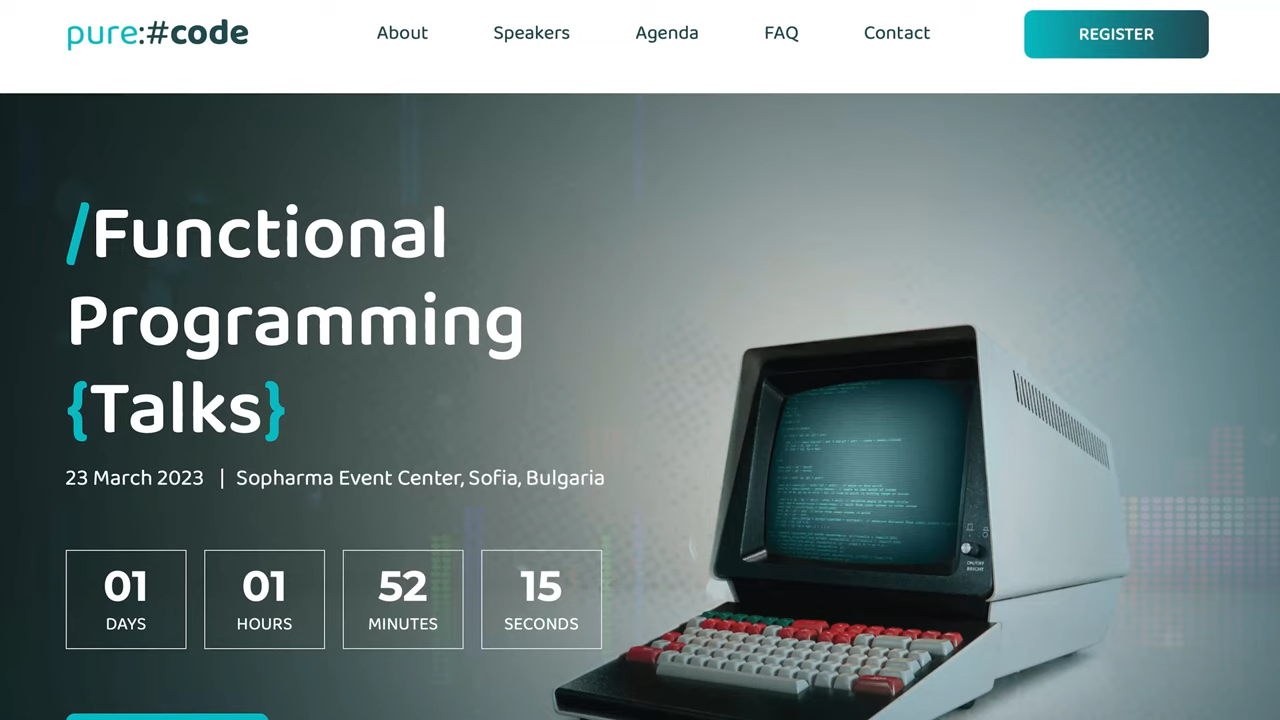 pure:#code
About Speakers Agenda FAQ Contact REGISTER
/Functional
Programming
{Talks}
23 March 2023 | Sopharma Event Center, Sofia, Bulgaria
01 01 52 15
DAYS HOURS MINUTES SECONDS